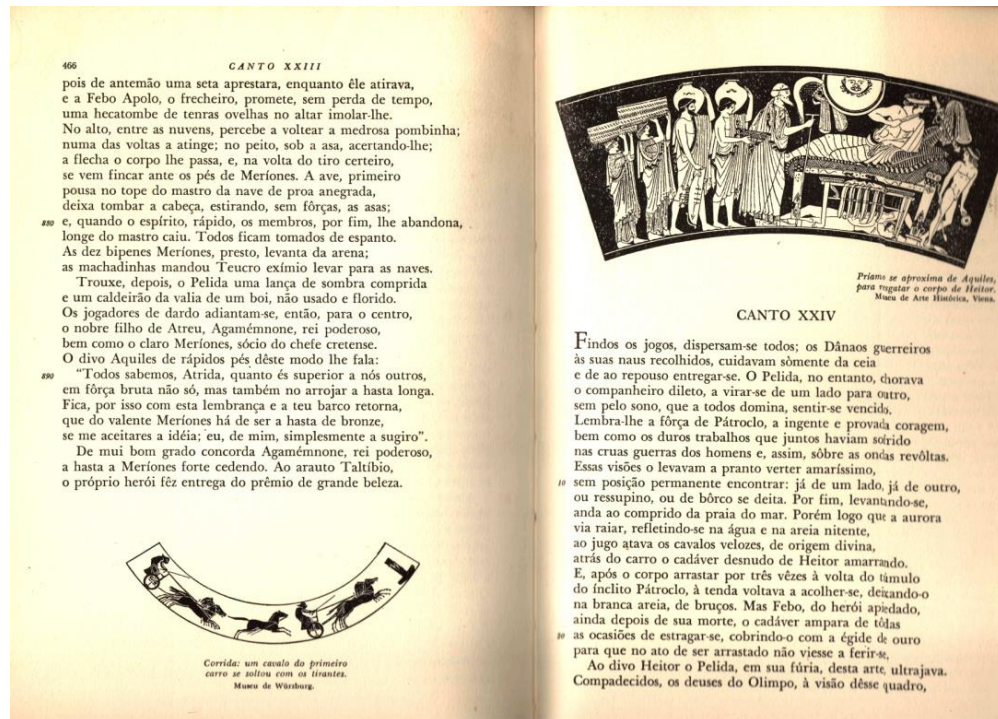 466
CANTO XXIII
pois de antemão uma seta aprestara, enquanto êle atirava,
e a Febo Apolo, o frecheiro, promete, sem perda de tempo,
uma hecatombe de tenras ovelhas no altar imolar-lhe.
No alto, entre as nuvens, percebe a voltear a medrosa pombinha;
numa das voltas a atinge; no peito, sob a asa, acertando-lhe;
a flecha o corpo lhe passa, e, na volta do tiro certeiro,
se vem fincar ante os pés de Meríones. A ave, primeiro
pousa no tope do mastro da nave de proa anegrada,
deixa tombar a cabeça, estirando, sem fôrças, as asas;
880 e, quando o espírito, rápido, os membros, por fim, lhe abandona,
longe do mastro caiu. Todos ficam tomados de espanto.
As dez bipenes Meríones, presto, levanta da arena;
as machadinhas mandou Teucro exímio levar para as naves.
Trouxe, depois, o Pelida uma lança de sombra comprida
e um caldeirão da valia de um boi, não usado e florido.
Os jogadores de dardo adiantam-se, então, para o centro,
o nobre filho de Atreu, Agamémnone, rei poderoso,
bem como o claro Meríones, sócio do chefe cretense.
O divo Aquiles de rápidos pés dêste modo lhe fala:
890 "Todos sabemos, Atrida, quanto és superior a nós outros,
em fôrça bruta não só, mas também no arrojar a hasta longa.
Fica, por isso com esta lembrança e a teu barco retorna,
que do valente Meríones há de ser a hasta de bronze,
se me aceitares a idéia; eu, de mim, simplesmente a sugiro".
De mui bom grado concorda Agamémnone, rei poderoso,
a hasta a Meríones forte cedendo. Ao arauto Taltíbio,
o próprio herói fêz entrega do prêmio de grande beleza.
Corrida: um cavalo do primeiro
carro se soltou com os tirantes.
Museu de Würzburg.
Príamo se aproxima de Aquiles,
para resgatar o corpo de Heitor.
Museu de Arte Histórica, Viena.
CANTO XXIV
Findos os jogos, dispersam-se todos; os Dânaos guerreiros
às suas naus recolhidos, cuidavam sòmente da ceia
e de ao repouso entregar-se. O Pelida, no entanto, chorava
o companheiro dileto, a virar-se de um lado para outro,
sem pelo sono, que a todos domina, sentir-se vencido.
Lembra-lhe a fôrça de Pátroclo, a ingente e provada coragem,
bem como os duros trabalhos que juntos haviam sofrido
nas cruas guerras dos homens e, assim, sôbre as ondas revôltas.
Essas visões o levavam a pranto verter amaríssimo,
10 sem posição permanente encontrar: já de um lado, já de outro,
ou ressupino, ou de bôrco se deita. Por fim, levantando-se,
anda ao comprido da praia do mar. Porém logo que a aurora
via raiar, refletindo-se na água e na areia nitente,
ao jugo atava os cavalos velozes, de origem divina,
atrás do carro o cadáver desnudo de Heitor amarrando.
E, após o corpo arrastar por três vêzes à volta do túmulo
do ínclito Pátroclo, à tenda voltava a acolher-se, deixando-o
na branca areia, de bruços. Mas Febo, do herói apiedado,
ainda depois de sua morte, o cadáver ampara de tôdas
20 as ocasiões de estragar-se, cobrindo-o com a égide de ouro
para que no ato de ser arrastado não viesse a ferir-se.
Ao divo Heitor o Pelida, em sua fúria, desta arte, ultrajava.
Compadecidos, os deuses do Olimpo, à visão dêsse quadro,